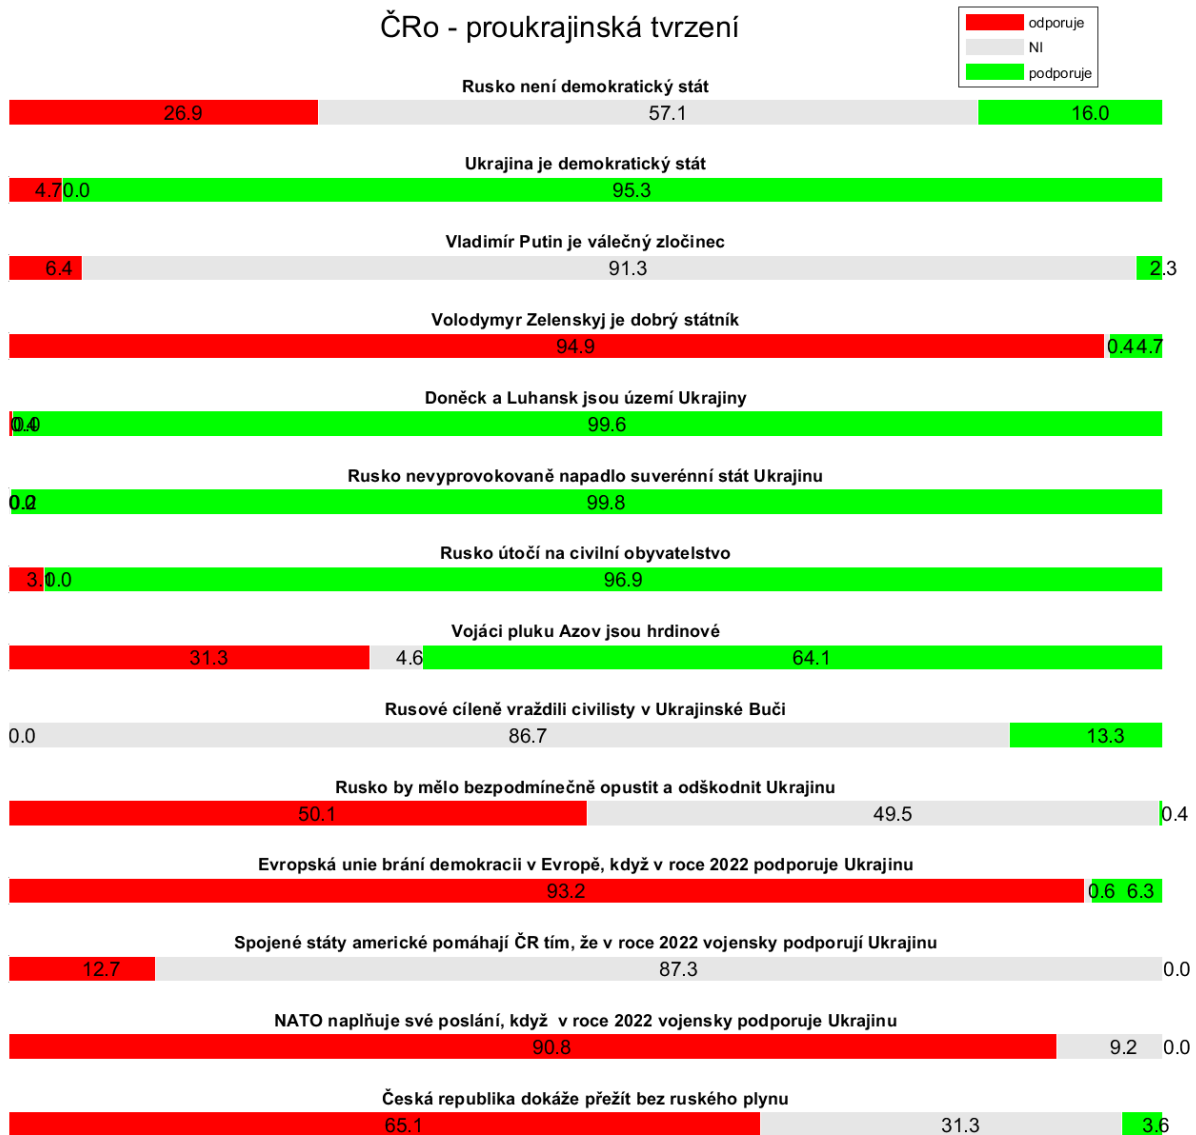 ČRo - proukrajinská tvrzení
odporuje
NI
podporuje
Rusko není demokratický stát
26.9 57.1 16.0
Ukrajina je demokratický stát
4.7 0.0 95.3
Vladimír Putin je válečný zločinec
6.4 91.3 2.3
Volodymyr Zelenskyj je dobrý státník
94.9 0.4 4.7
Doněck a Luhansk jsou území Ukrajiny
0.4 0.0 99.6
Rusko nevyprovokovaně napadlo suverénní stát Ukrajinu
0.2 0.0 99.8
Rusko útočí na civilní obyvatelstvo
3.1 0.0 96.9
Vojáci pluku Azov jsou hrdinové
31.3 4.6 64.1
Rusové cíleně vraždili civilisty v Ukrajinské Buči
0.0 86.7 13.3
Rusko by mělo bezpodmínečně opustit a odškodnit Ukrajinu
50.1 49.5 0.4
Evropská unie brání demokracii v Evropě, když v roce 2022 podporuje Ukrajinu
93.2 0.6 6.3
Spojené státy americké pomáhají ČR tím, že v roce 2022 vojensky podporují Ukrajinu
12.7 87.3 0.0
NATO naplňuje své poslání, když v roce 2022 vojensky podporuje Ukrajinu
90.8 9.2 0.0
Česká republika dokáže přežít bez ruského plynu
65.1 31.3 3.6